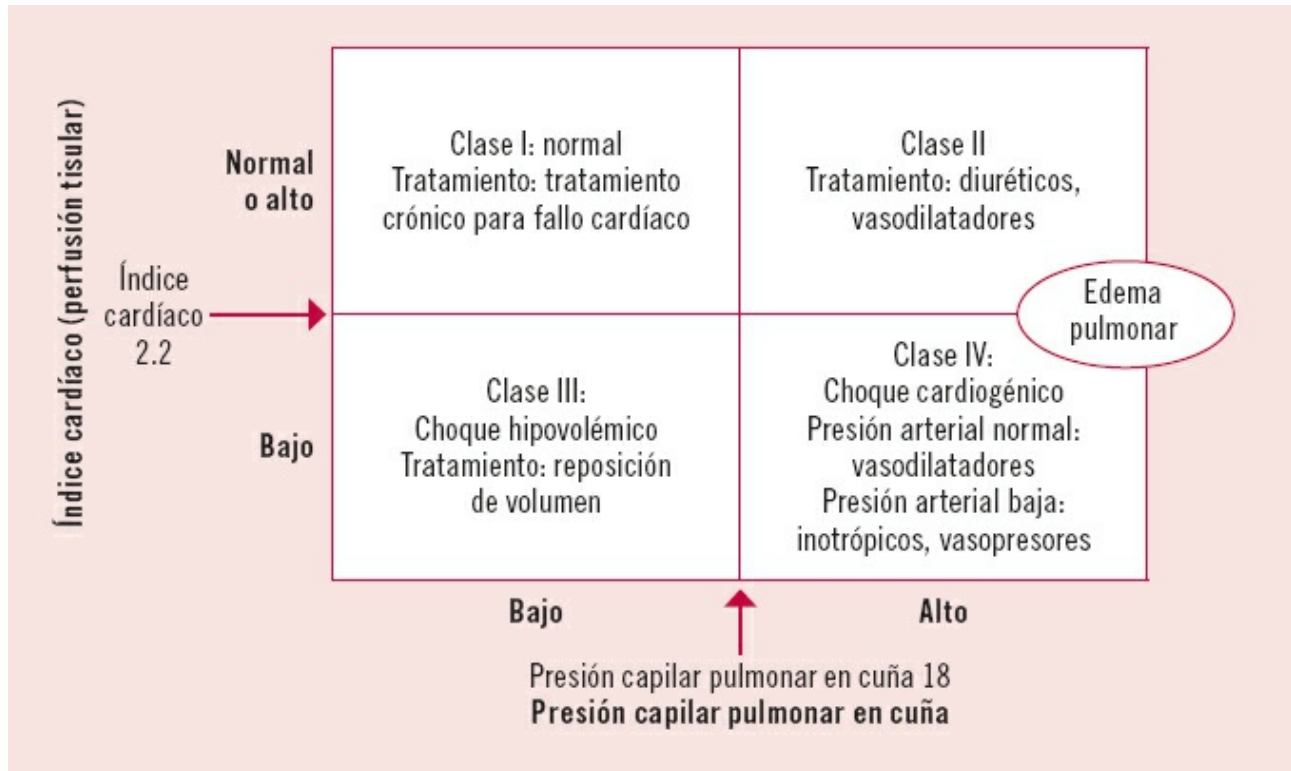 Índice cardíaco (perfusión tisular)
Normal
o alto
Índice
cardíaco
2.2
Bajo
Clase I: normal
Tratamiento: tratamiento
crónico para fallo cardíaco
Clase II
Tratamiento: diuréticos,
vasodilatadores
Edema
pulmonar
Clase III:
Choque hipovolémico
Tratamiento: reposición
de volumen
Clase IV:
Choque cardiogénico
Presión arterial normal:
vasodilatadores
Presión arterial baja:
inotrópicos, vasopresores
Bajo
Alto
Presión capilar pulmonar en cuña 18
Presión capilar pulmonar en cuña